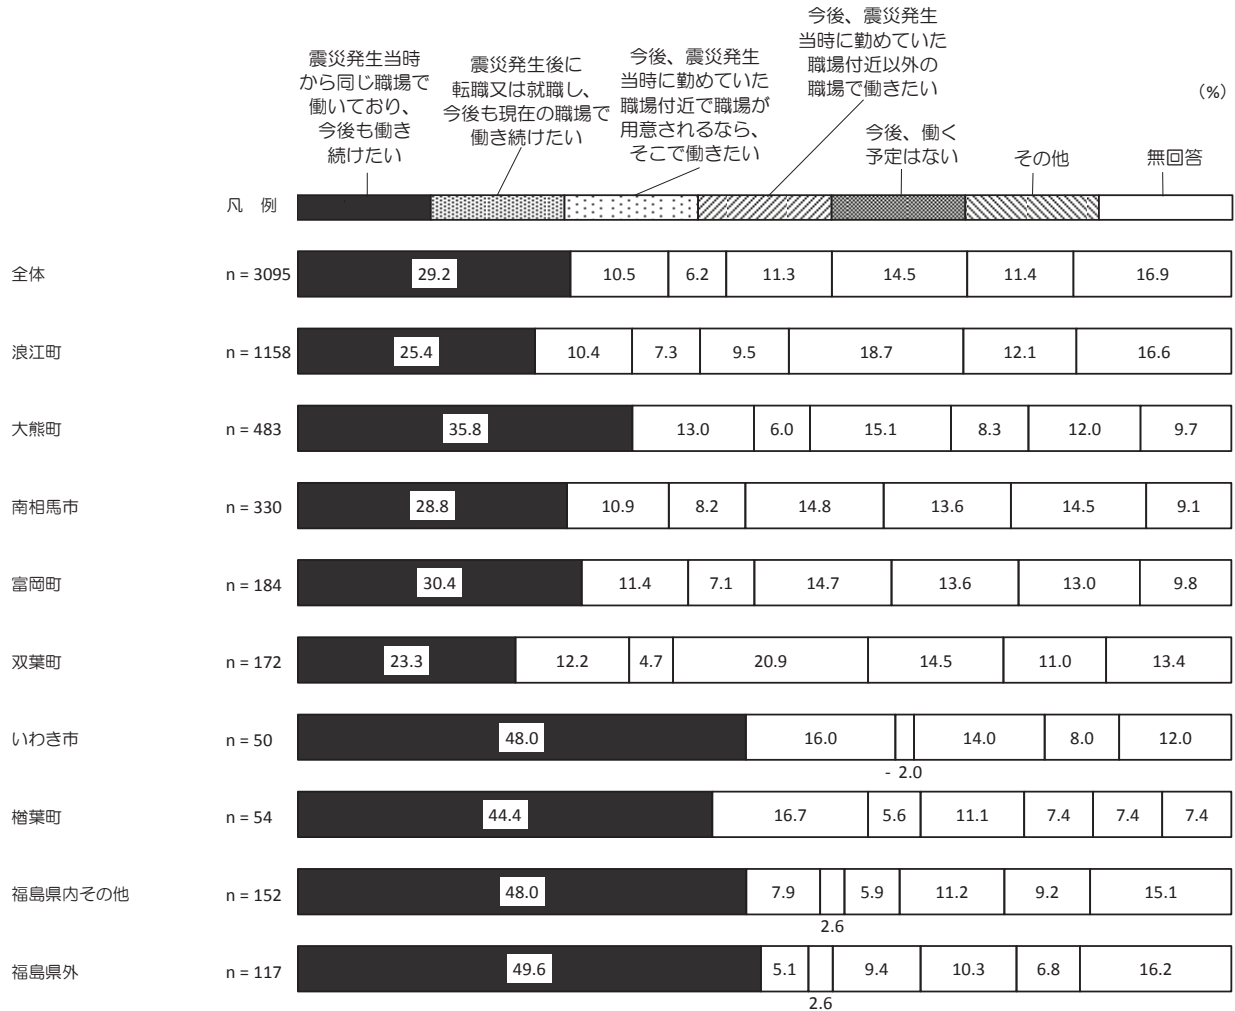 震災発生当時
から同じ職場で
働いており、
今後も働き
続けたい
震災発生後に
転職又は就職し、
今後も現在の職場で
働き続けたい
今後、震災発生
当時に勤めていた
職場付近で職場が
用意されるなら、
そこで働きたい
今後、震災発生
当時に勤めていた
職場付近以外の
職場で働きたい
今後、働く
予定はない
その他
無回答
(%)
凡 例
全体 n = 3095 29.2 10.5 6.2 11.3 14.5 11.4 16.9
浪江町 n = 1158 25.4 10.4 7.3 9.5 18.7 12.1 16.6
大熊町 n = 483 35.8 13.0 6.0 15.1 8.3 12.0 9.7
南相馬市 n = 330 28.8 10.9 8.2 14.8 13.6 14.5 9.1
富岡町 n = 184 30.4 11.4 7.1 14.7 13.6 13.0 9.8
双葉町 n = 172 23.3 12.2 4.7 20.9 14.5 11.0 13.4
いわき市 n = 50 48.0 16.0 14.0 8.0 12.0
- 2.0
楢葉町 n = 54 44.4 16.7 5.6 11.1 7.4 7.4 7.4
福島県内その他 n = 152 48.0 7.9 5.9 11.2 9.2 15.1
2.6
福島県外 n = 117 49.6 5.1 9.4 10.3 6.8 16.2
2.6